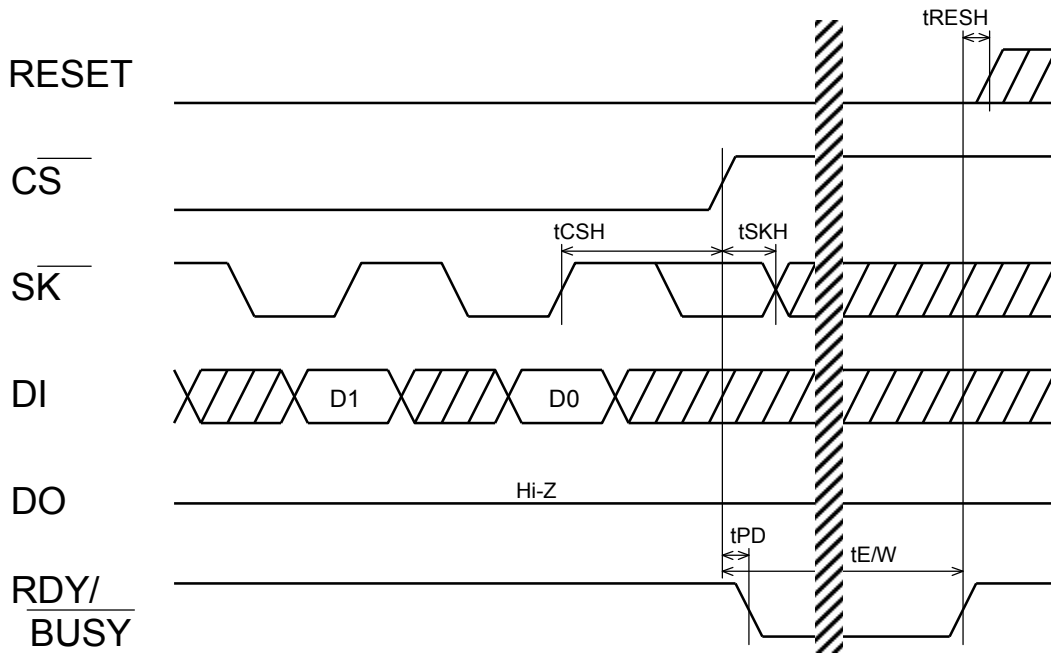 tRESH
RESET
CS
tCSH
tSKH
SK
DI
D1
D0
DO
Hi-Z
tPD
tE/W
RDY/
BUSY